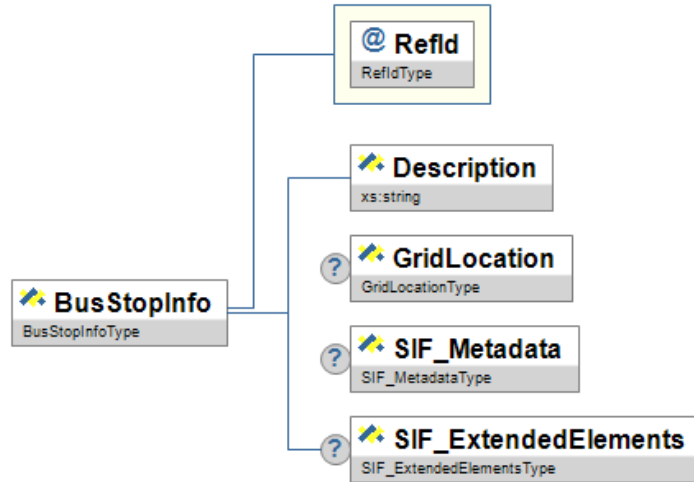 @ RefId
RefIdType
Description
xs:string
? GridLocation
GridLocationType
BusStopInfo
BusStopInfoType
? SIF_Metadata
SIF_MetadataType
? SIF_ExtendedElements
SIF_ExtendedElementsType